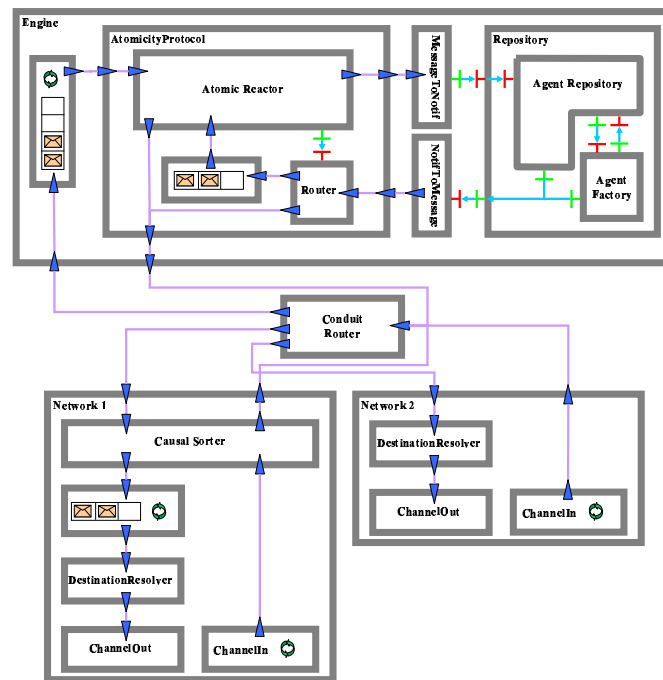 Engine
AtomicityProtocol
Repository
Atomic Reactor
MessageToNotif
Agent Repository
Router
NotifToMessage
Agent
Factory
Conduit
Router
Network 1
Causal Sorter
DestinationResolver
ChannelOut
ChannelIn
Network 2
DestinationResolver
ChannelOut
ChannelIn